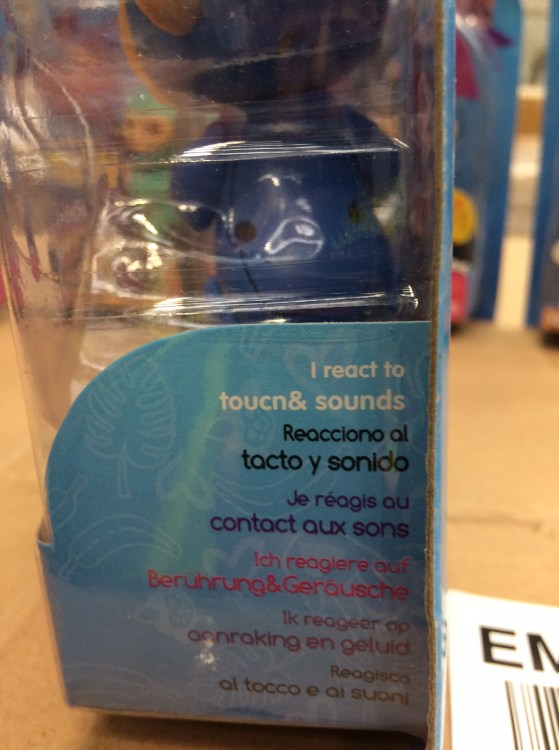 I react to
toucn& sounds
Reacciono al
tacto y sonido
Je réagis au
contact aux sons
Ich reagiere auf
Berührung&Geräusche
Ik reageer op
aanraking en geluid
Reagisco
al tocco e ai suoni
EM